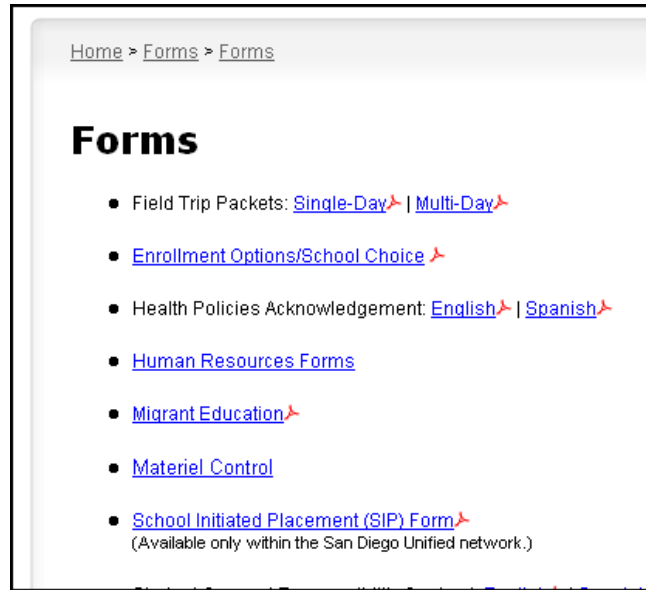 Home > Forms > Forms
Forms
Field Trip Packets: Single-Day | Multi-Day
Enrollment Options/School Choice
Health Policies Acknowledgement: English | Spanish
Human Resources Forms
Migrant Education
Materiel Control
School Initiated Placement (SIP) Form
(Available only within the San Diego Unified network.)